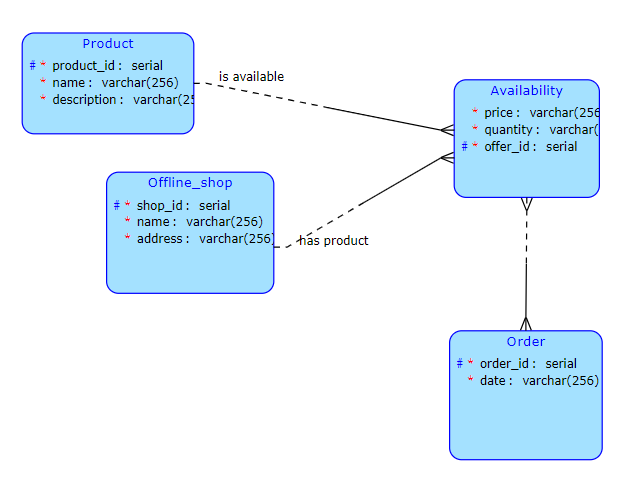 Product
# * product_id : serial
* name : varchar(256)
* description : varchar(25
is available
Availability
* price : varchar(256
* quantity : varchar(
# * offer_id : serial
Offline_shop
# * shop_id : serial
* name : varchar(256)
* address : varchar(256)
has product
Order
# * order_id : serial
* date : varchar(256)